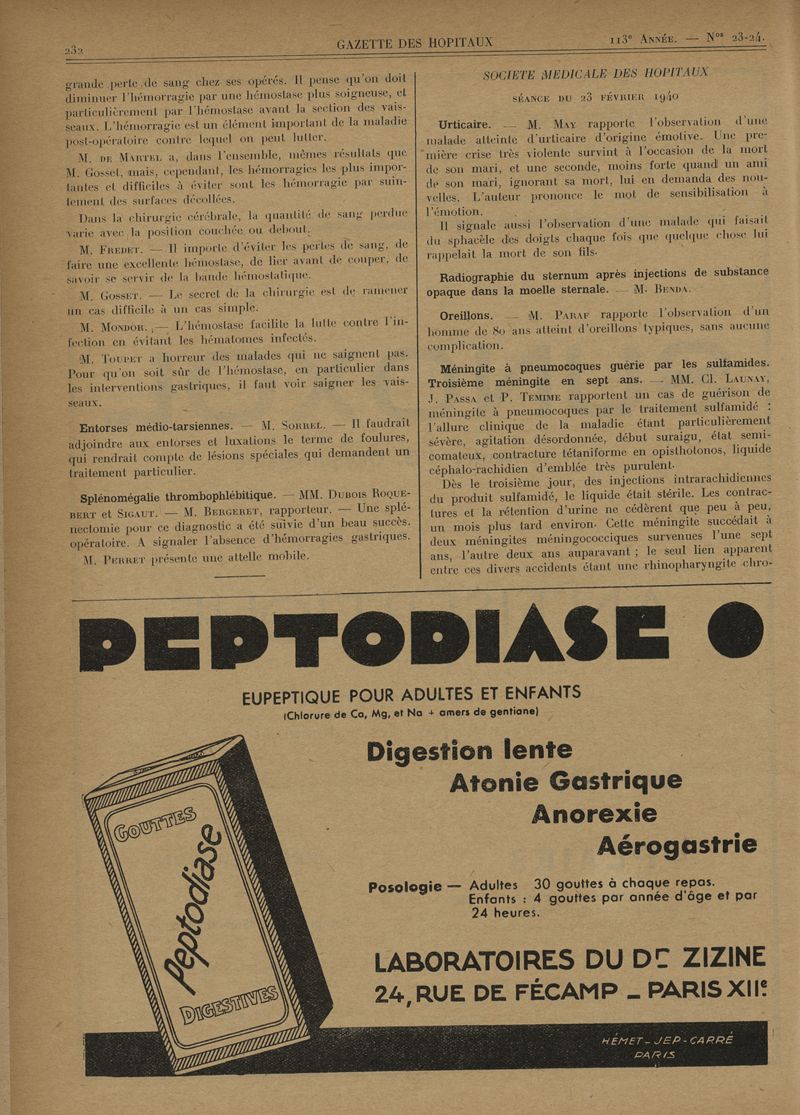 232
GAZETTE DES HOPITAUX
113e ANNÉE. — Nos 23-24.
grande perte de sang chez ses opérés. Il pense qu'on doit
diminuer l'hémorragie par une hémostase plus soigneuse, et
particulièrement par l'hémostase avant la section des vais-
seaux. L'hémorragie est un élément important de la maladie
post-opératoire contre lequel on peut lutter.
M. DE MARTEL a, dans l'ensemble, mêmes résultats que
M. Gosset, mais, cependant, les hémorragies les plus impor-
tantes et difficiles à éviter sont les hémorragie par suin-
tement des surfaces décollées.
Dans la chirurgie cérébrale, la quantité de sang perdue
varie avec la position couchée ou debout.
M. FREDET. — Il importe d'éviter les pertes de sang, de
faire une excellente hémostase, de lier avant de couper, de
savoir se servir de la bande hémostatique.
M. GOSSET. — Le secret de la chirurgie est de ramener
un cas difficile à un cas simple.
M. MONDOR. — L'hémostase facilite la lutte contre l'in-
fection en évitant les hématomes infectés.
M. TOUPET a horreur des malades qui ne saignent pas.
Pour qu'on soit sûr de l'hémostase, en particulier dans
les interventions gastriques, il faut voir saigner les vais-
seaux.
Entorses médio-tarsiennes. — M. SORREL. — Il faudrait
adjoindre aux entorses et luxations le terme de foulures,
qui rendrait compte de lésions spéciales qui demandent un
traitement particulier.
Splénomégalie thrombophlébitique. — MM. DUBOIS ROQUE-
BERT et SIGAUT. — M. BERGERET, rapporteur. — Une splé-
nectomie pour ce diagnostic a été suivie d'un beau succès.
opératoire. A signaler l'absence d'hémorragies gastriques.
M. PERRET présente une attelle mobile.
SOCIETE MEDICALE DES HOPITAUX
SÉANCE DU 23 FÉVRIER 1940
Urticaire. — M. MAY rapporte l'observation d'une
malade atteinte d'urticaire d'origine émotive. Une pre-
mière crise très violente survint à l'occasion de la mort
de son mari, et une seconde, moins forte quand un ami
de son mari, ignorant sa mort, lui en demanda des nou-
velles. L'auteur prononce le mot de sensibilisation à
l'émotion.
Il signale aussi l'observation d'une malade qui faisait
du sphacèle des doigts chaque fois que quelque chose lui
rappelait la mort de son fils.
Radiographie du sternum après injections de substance
opaque dans la moelle sternale. — M. BENDA.
Oreillons. — M. PARAF rapporte l'observation d'un
homme de 80 ans atteint d'oreillons typiques, sans aucune
complication.
Méningite à pneumocoques guérie par les sulfamides.
Troisième méningite en sept ans. — MM. Cl. LAUNAY,
J. PASSA et P. TEMIME rapportent un cas de guérison de
méningite à pneumocoques par le traitement sulfamidé :
l'allure clinique de la maladie étant particulièrement
sévère, agitation désordonnée, début suraigu, état semi-
comateux, contracture tétaniforme en opisthotonos, liquide
céphalo-rachidien d'emblée très purulent.
Dès le troisième jour, des injections intrarachidiennes
du produit sulfamidé, le liquide était stérile. Les contrac-
tures et la rétention d'urine ne cédèrent que peu à peu,
un mois plus tard environ. Cette méningite succédait à
deux méningites méningococciques survenues l'une sept
ans, l'autre deux ans auparavant ; le seul lien apparent
entre ces divers accidents étant une rhinopharyngite chro-
PEPTODIASE
EUPEPTIQUE POUR ADULTES ET ENFANTS
(Chlorure de Ca, Mg, et Na + amers de gentiane)
Digestion lente
Atonie Gastrique
Anorexie
Aérogastrie
GOUTTES
Peptodiase
DIGESTIVES
Posologie — Adultes 30 gouttes à chaque repas.
Enfants : 4 gouttes par année d'âge et par
24 heures.
LABORATOIRES DU Dr ZIZINE
24, RUE DE FÉCAMP _ PARIS XIIe
HÉMET - JEP - CARRÉ
PARIS